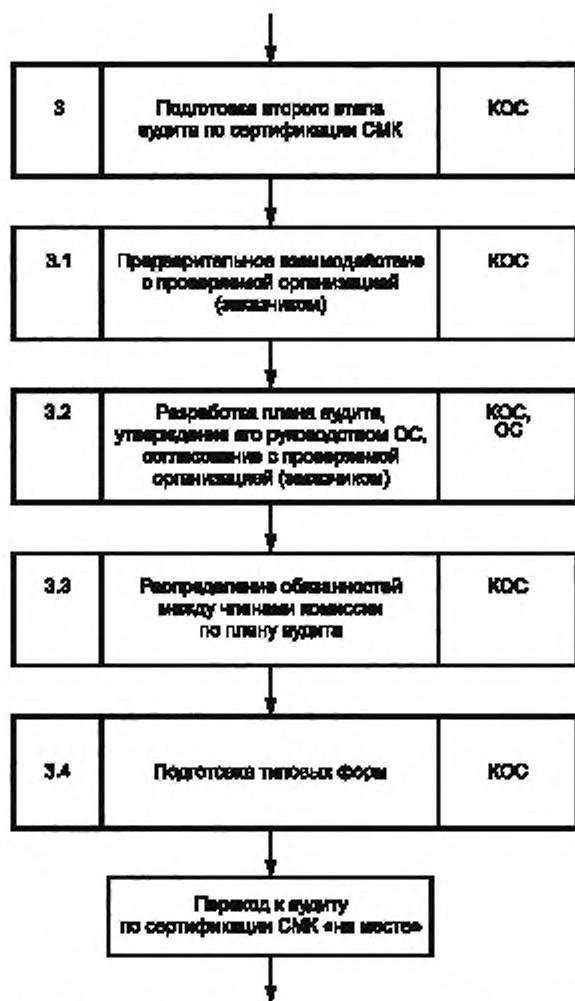 3
Подготовка второго этапа
аудита по сертификации СМК
КОС
3.1
Предварительное взаимодействие
с проверяемой организацией
(заказчиком)
КОС
3.2
Разработка плана аудита,
утверждение его руководством ОС,
согласование с проверяемой
организацией (заказчиком)
КОС,
ОС
3.3
Распределение обязанностей
между членами комиссии
по плану аудита
КОС
3.4
Подготовка типовых форм
КОС
Переход к аудиту
по сертификации СМК «на месте»